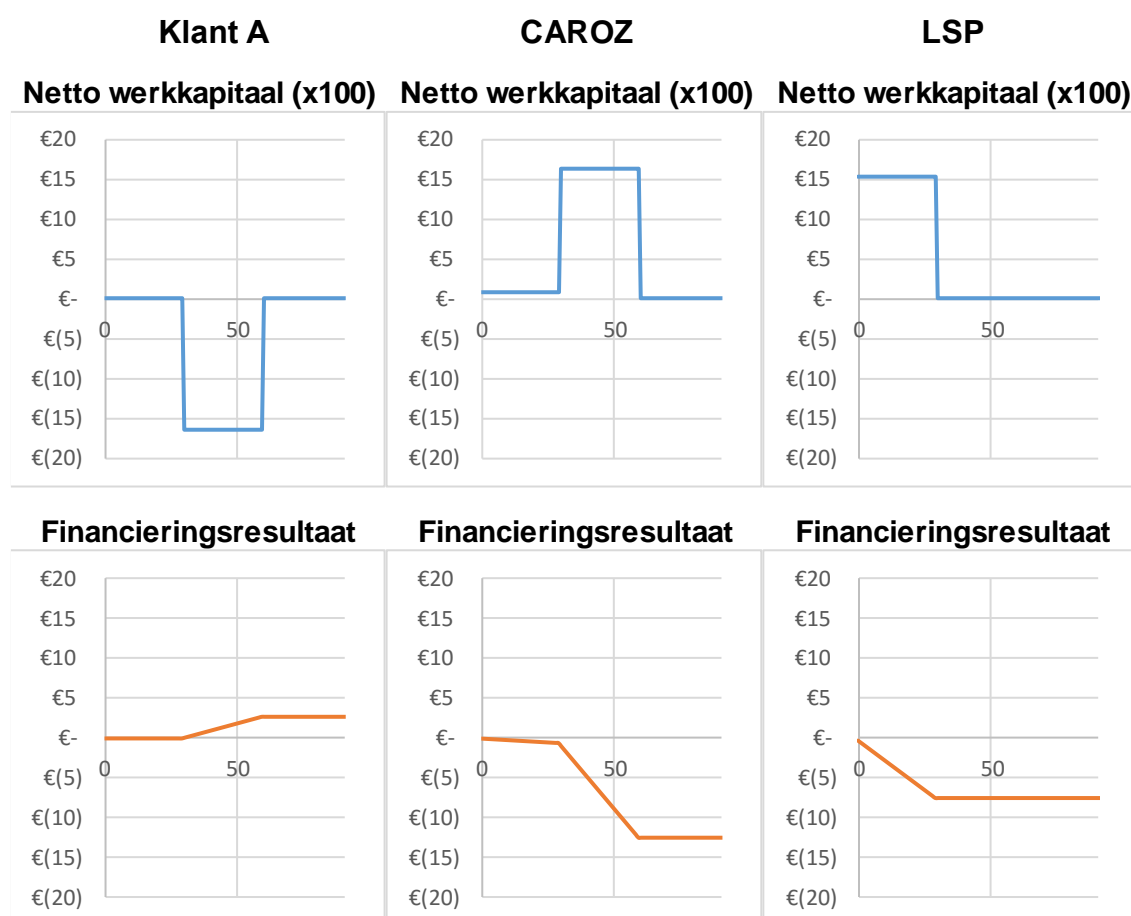 Klant A CAROZ LSP
Netto werkkapitaal (x100) Netto werkkapitaal (x100) Netto werkkapitaal (x100)
€20 €20 €20
€15 €15 €15
€10 €10 €10
€5 €5 €5
€- €- €-
€(5) 0 50 €(5) 0 50 €(5) 0 50
€(10) €(10) €(10)
€(15) €(15) €(15)
€(20) €(20) €(20)
Financieringsresultaat Financieringsresultaat Financieringsresultaat
€20 €20 €20
€15 €15 €15
€10 €10 €10
€5 €5 €5
€- €- €-
€(5) 0 50 €(5) 0 50 €(5) 0 50
€(10) €(10) €(10)
€(15) €(15) €(15)
€(20) €(20) €(20)